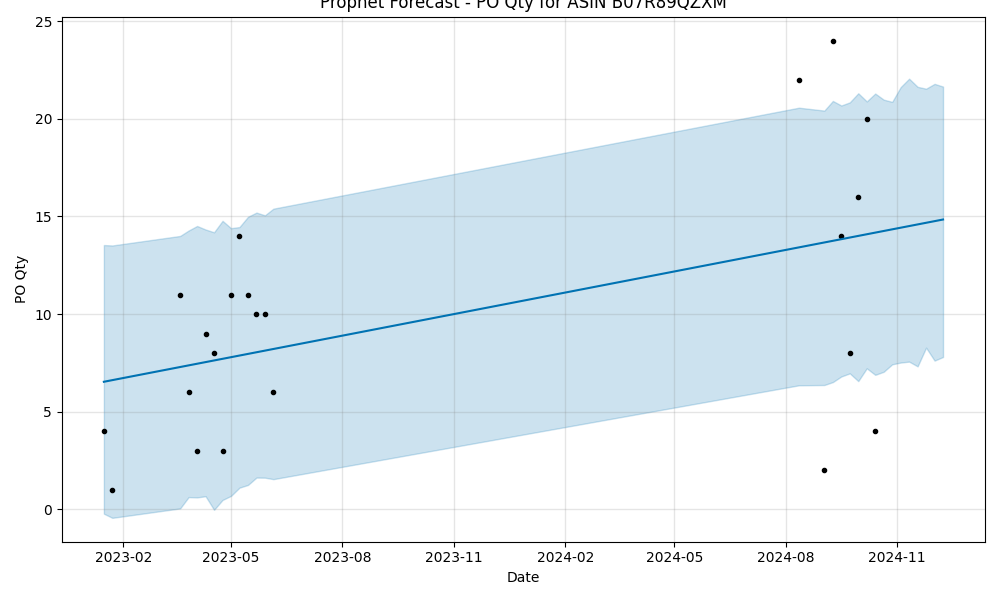 Prophet Forecast - PO Qty for ASIN B07R89QZXM
25
20
15
10
5
0
PO Qty
2023-02 2023-05 2023-08 2023-11 2024-02 2024-05 2024-08 2024-11
Date